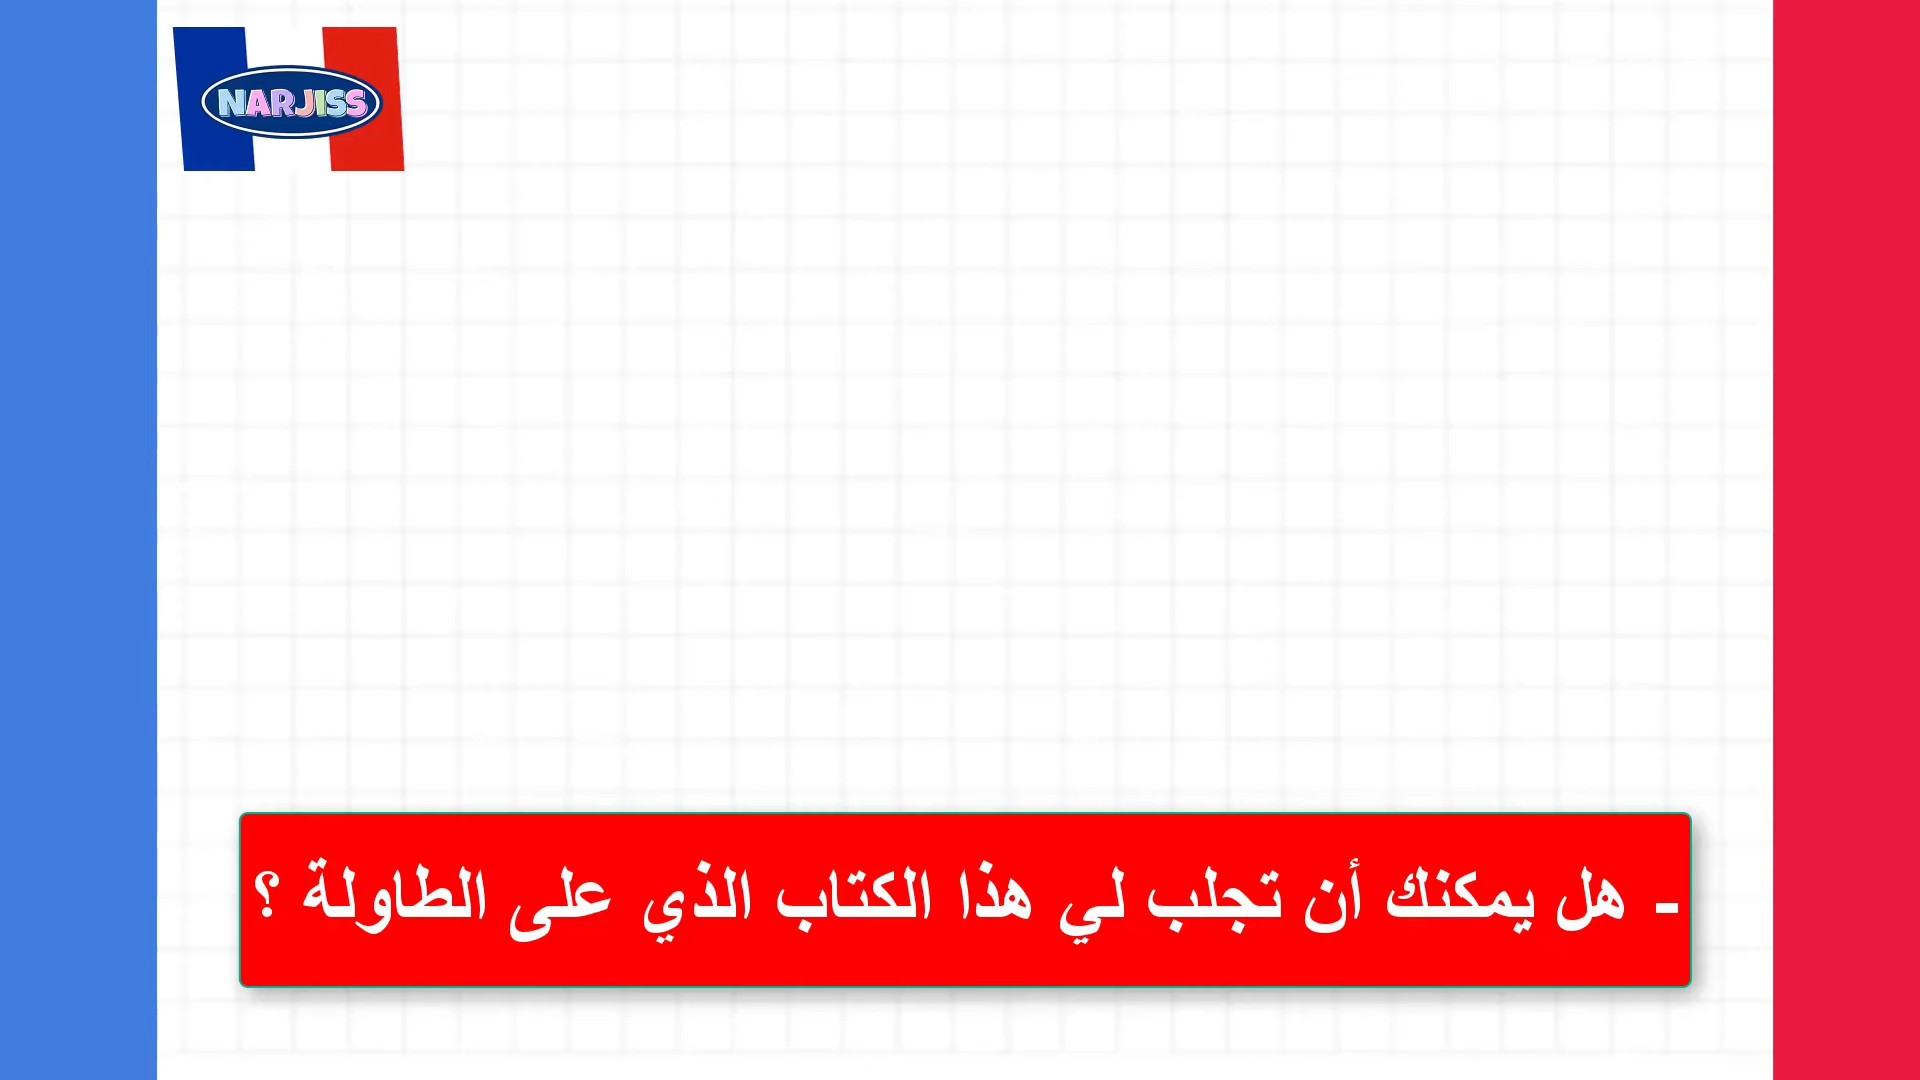 NARJISS
- هل يمكنك أن تجلب لي هذا الكتاب الذي على الطاولة ؟